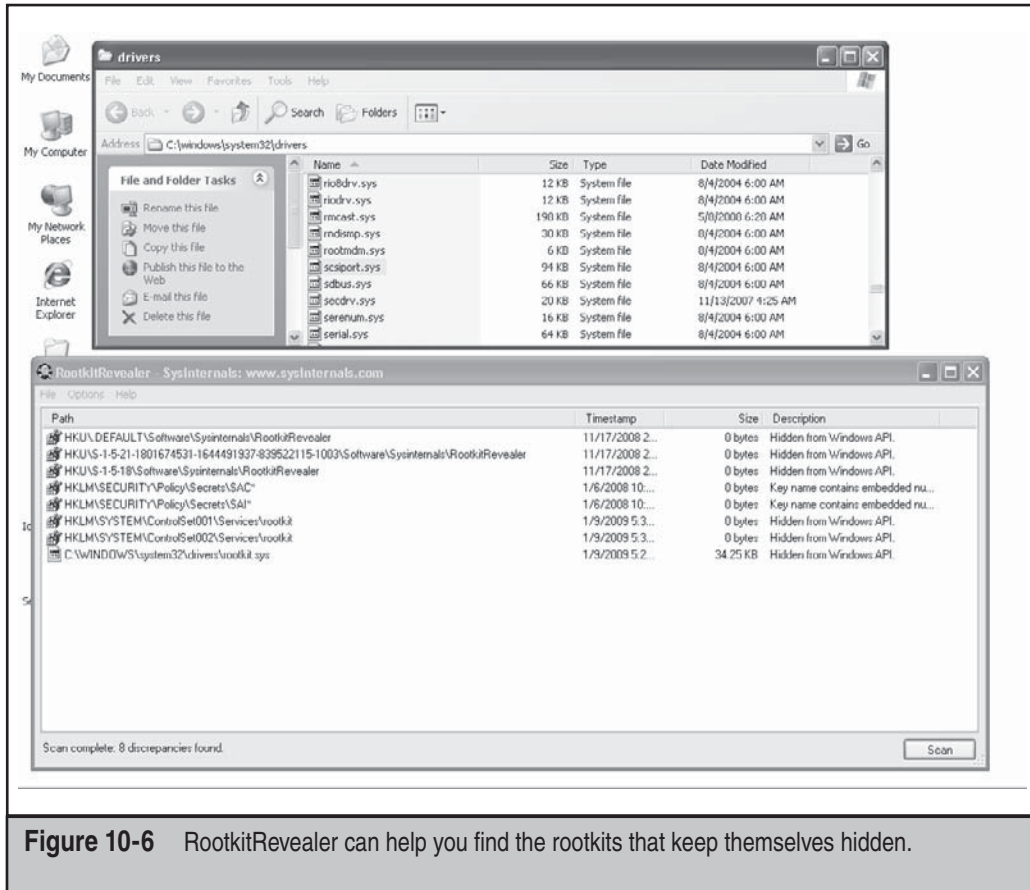 My Documents
My Computer
My Network
Places
Internet
Explorer
drivers
File Edit View Favorites Tools Help
Back Search Folders
Address C:\windows\system32\drivers Go
File and Folder Tasks
Rename this file
Move this file
Copy this file
Publish this file to the
Web
E-mail this file
Delete this file
Name Size Type Date Modified
rio8drv.sys 12 KB System file 8/4/2004 6:00 AM
riodrv.sys 12 KB System file 8/4/2004 6:00 AM
rmcast.sys 198 KB System file 5/8/2008 6:28 AM
rndismp.sys 30 KB System file 8/4/2004 6:00 AM
rootmdm.sys 6 KB System file 8/4/2004 6:00 AM
scsiport.sys 94 KB System file 8/4/2004 6:00 AM
sdbus.sys 66 KB System file 8/4/2004 6:00 AM
secdrv.sys 20 KB System file 11/13/2007 4:25 AM
serenum.sys 16 KB System file 8/4/2004 6:00 AM
serial.sys 64 KB System file 8/4/2004 6:00 AM
RootkitRevealer - Sysinternals: www.sysinternals.com
File Options Help
Path Timestamp Size Description
HKU\.DEFAULT\Software\Sysinternals\RootkitRevealer 11/17/2008 2... 0 bytes Hidden from Windows API.
HKU\S-1-5-21-1801674531-1644491937-839522115-1003\Software\Sysinternals\RootkitRevealer 11/17/2008 2... 0 bytes Hidden from Windows API.
HKU\S-1-5-18\Software\Sysinternals\RootkitRevealer 11/17/2008 2... 0 bytes Hidden from Windows API.
HKLM\SECURITY\Policy\Secrets\SAC* 1/6/2008 10:... 0 bytes Key name contains embedded nu...
HKLM\SECURITY\Policy\Secrets\SAI* 1/6/2008 10:... 0 bytes Key name contains embedded nu...
HKLM\SYSTEM\ControlSet001\Services\rootkit 1/9/2009 5:3... 0 bytes Hidden from Windows API.
HKLM\SYSTEM\ControlSet002\Services\rootkit 1/9/2009 5:3... 0 bytes Hidden from Windows API.
C:\WINDOWS\system32\drivers\rootkit.sys 1/9/2009 5:2... 34.25 KB Hidden from Windows API.
Scan complete: 8 discrepancies found. Scan
Figure 10-6 RootkitRevealer can help you find the rootkits that keep themselves hidden.